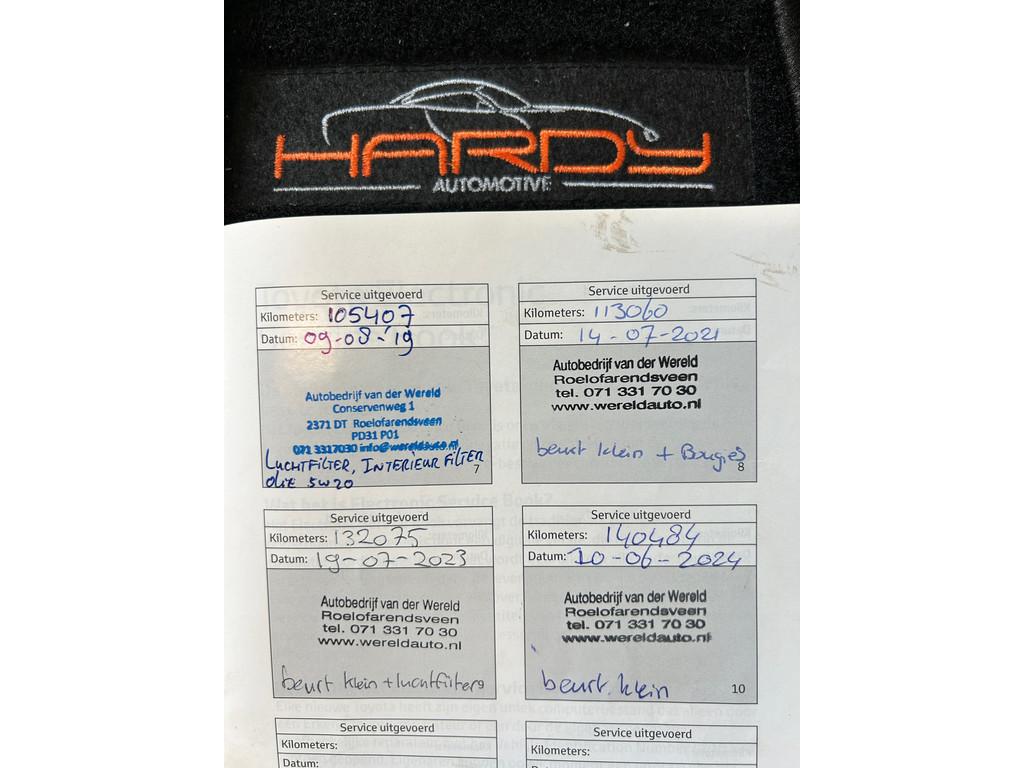 HARDY
AUTOMOTIVE
Service uitgevoerd
Kilometers: 105407
Datum: 09-08-'19
Autobedrijf van der Wereld
Conservenweg 1
2371 DT Roelofarendsveen
PD31 P01
071 3317030
LUCHTFILTER, INTERIEUR FILTER
OLIE 5W20
7
Service uitgevoerd
Kilometers: 113060
Datum: 14-07-2021
Autobedrijf van der Wereld
Roelofarendsveen
tel. 071 331 70 30
www.wereldauto.nl
beurt klein + Bougies
8
Service uitgevoerd
Kilometers: 132075
Datum: 19-07-2023
Autobedrijf van der Wereld
Roelofarendsveen
tel. 071 331 70 30
www.wereldauto.nl
beurt klein + luchtfilters
Service uitgevoerd
Kilometers: 140484
Datum: 10-06-2024
Autobedrijf van der Wereld
Roelofarendsveen
tel. 071 331 70 30
www.wereldauto.nl
beurt klein
10
Service uitgevoerd
Kilometers:
Datum:
Service uitgevoerd
Kilometers: